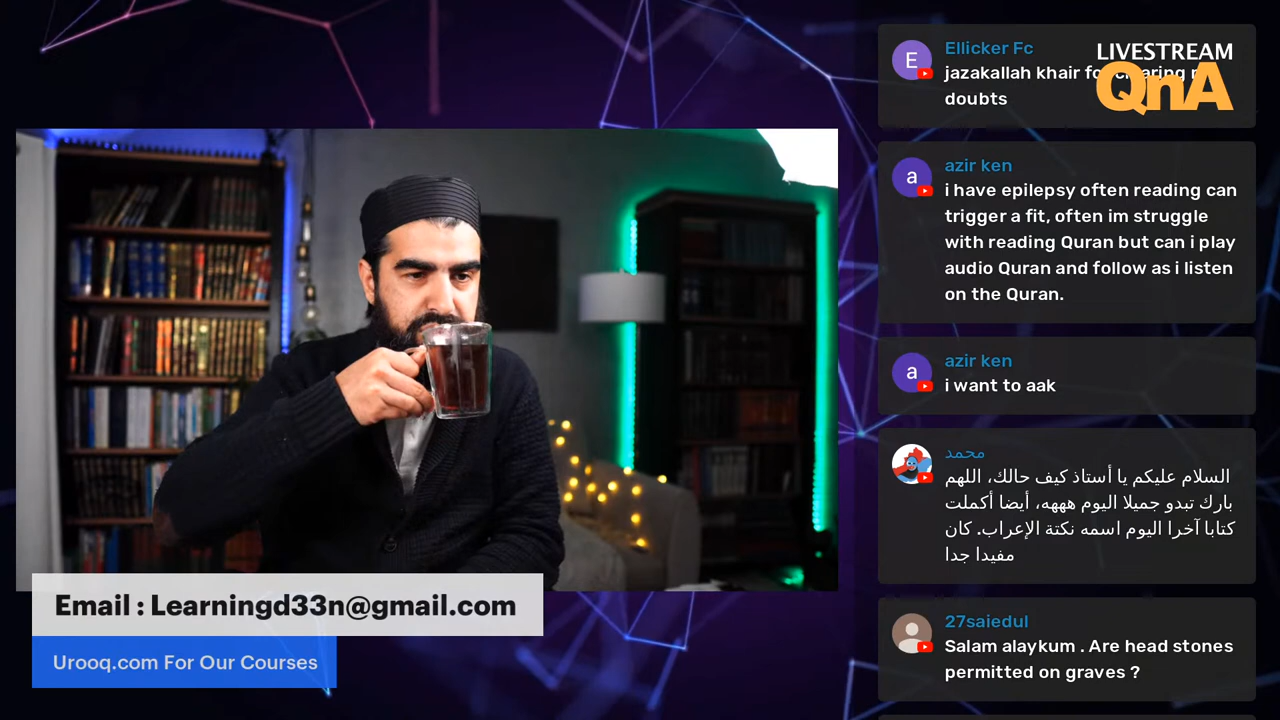 LIVESTREAM
QnA
E
Ellicker Fc
jazakallah khair
doubts
a
azir ken
i have epilepsy often reading can
trigger a fit, often im struggle
with reading Quran but can i play
audio Quran and follow as i listen
on the Quran.
a
azir ken
i want to aak
محمد
السلام عليكم يا أستاذ كيف حالك، اللهم
بارك تبدو جميلا اليوم هههه، أيضا أكملت
كتابا آخرا اليوم اسمه نكتة الإعراب. كان
مفيدا جدا
27saiedul
Salam alaykum . Are head stones
permitted on graves ?
Email : Learningd33n@gmail.com
Urooq.com For Our Courses